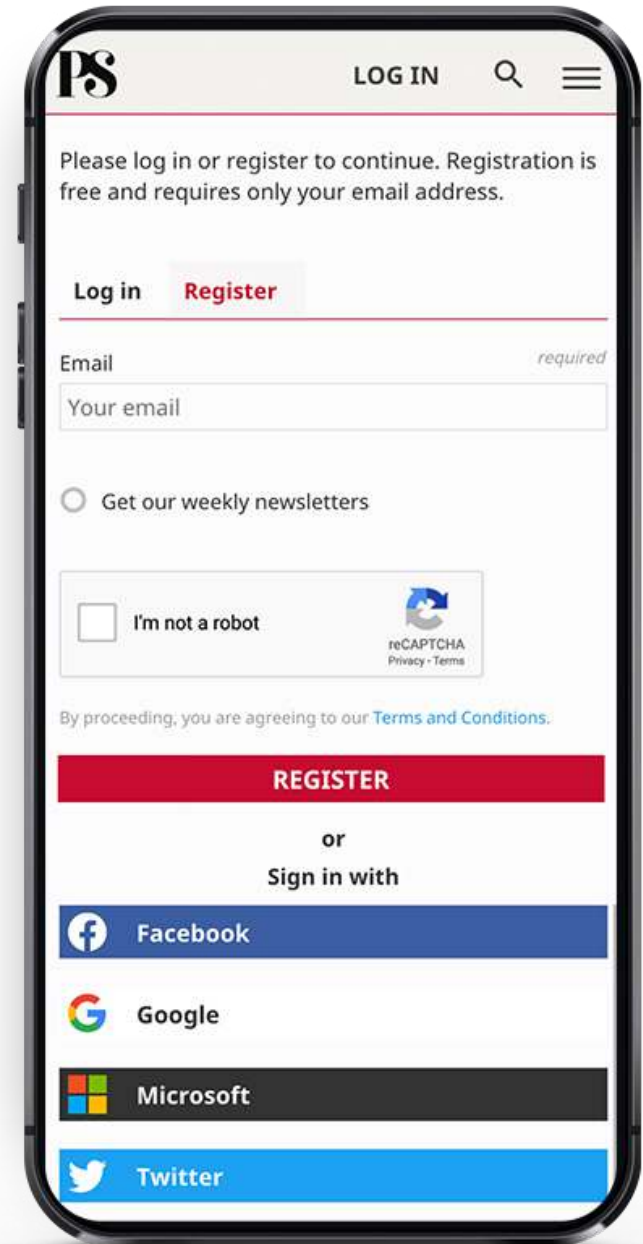 PS
LOG IN
Please log in or register to continue. Registration is
free and requires only your email address.
Log in
Register
Email
required
Your email
Get our weekly newsletters
I'm not a robot
reCAPTCHA
Privacy - Terms
By proceeding, you are agreeing to our Terms and Conditions.
REGISTER
or
Sign in with
Facebook
Google
Microsoft
Twitter